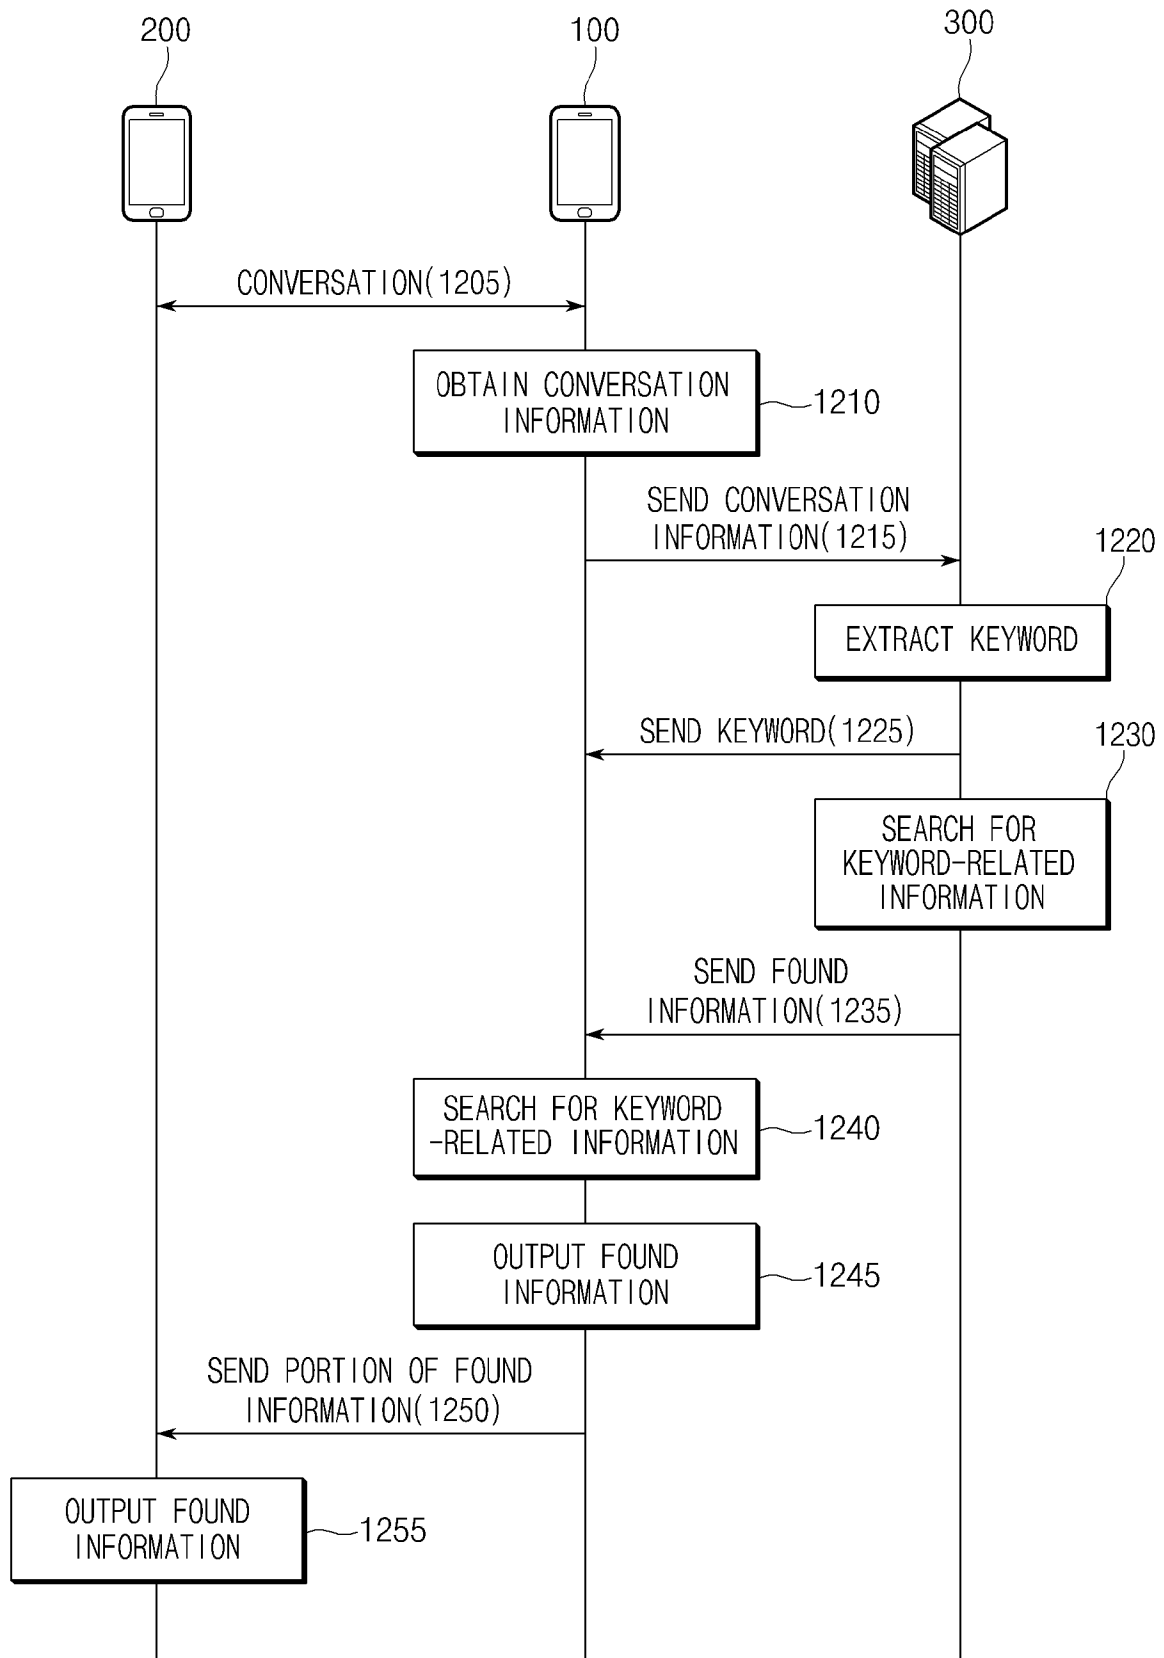 200
100
300
CONVERSATION(1205)
OBTAIN CONVERSATION
INFORMATION
1210
SEND CONVERSATION
INFORMATION(1215)
1220
EXTRACT KEYWORD
SEND KEYWORD(1225)
1230
SEARCH FOR
KEYWORD-RELATED
INFORMATION
SEND FOUND
INFORMATION(1235)
SEARCH FOR KEYWORD
-RELATED INFORMATION
1240
OUTPUT FOUND
INFORMATION
1245
SEND PORTION OF FOUND
INFORMATION(1250)
OUTPUT FOUND
INFORMATION
1255